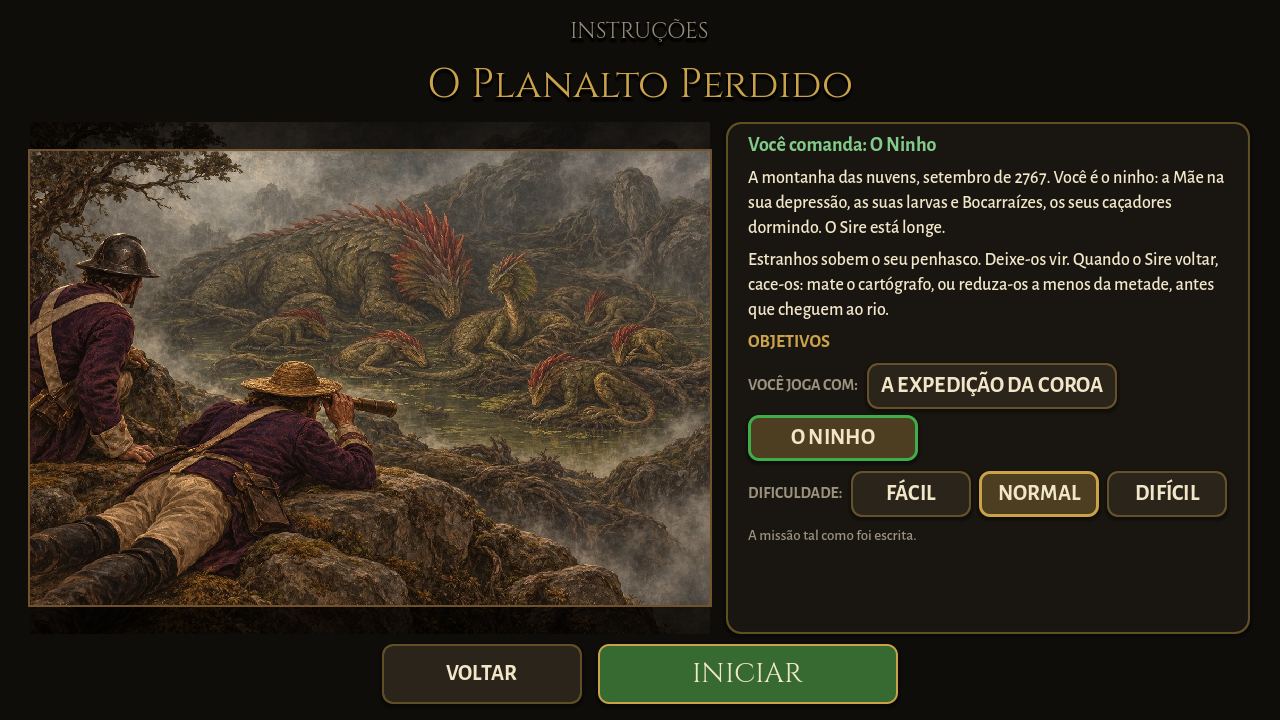 INSTRUÇÕES
O Planalto Perdido
Você comanda: O Ninho
A montanha das nuvens, setembro de 2767. Você é o ninho: a Mãe na
sua depressão, as suas larvas e Bocarraízes, os seus caçadores
dormindo. O Sire está longe.
Estranhos sobem o seu penhasco. Deixe-os vir. Quando o Sire voltar,
cace-os: mate o cartógrafo, ou reduza-os a menos da metade, antes
que cheguem ao rio.
OBJETIVOS
VOCÊ JOGA COM: A EXPEDIÇÃO DA COROA
O NINHO
DIFICULDADE: FÁCIL NORMAL DIFÍCIL
A missão tal como foi escrita.
VOLTAR INICIAR